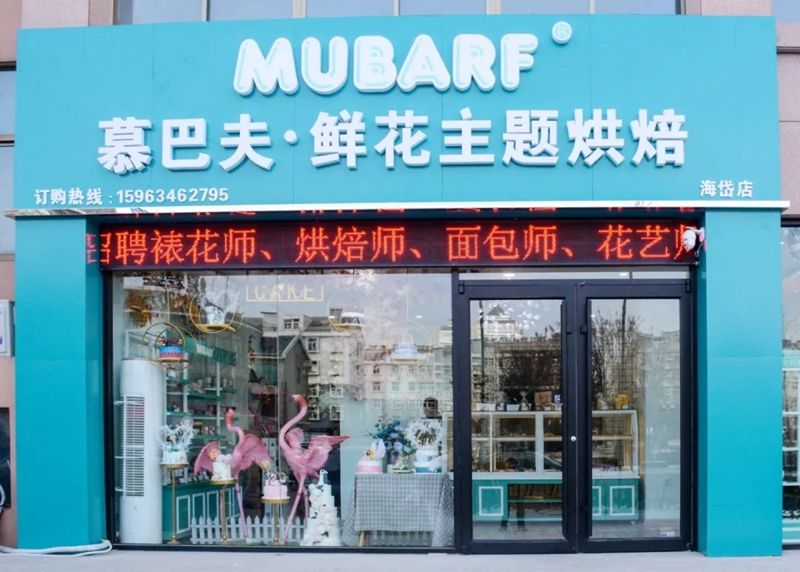 MUBARF®
慕巴夫·鲜花主题烘焙
订购热线：15963462795
海岱店
招聘裱花师、烘焙师、面包师、花艺师
CAKE